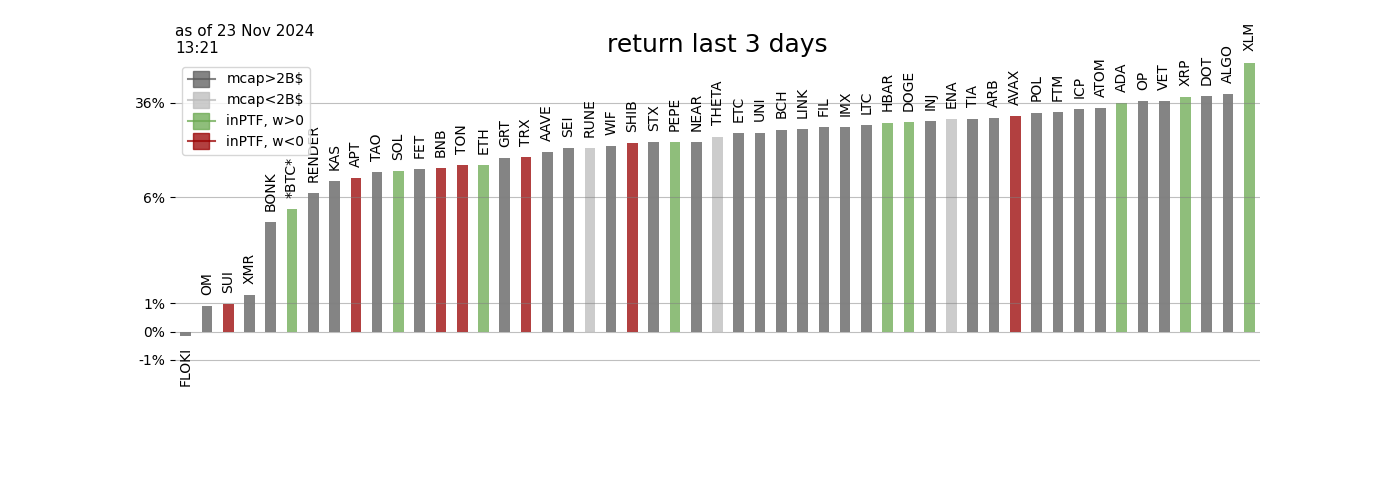 as of 23 Nov 2024
13:21
return last 3 days
mcap>2B$
mcap<2B$
inPTF, w>0
inPTF, w<0
36%
6%
1%
0%
-1%
FLOKI
OM
SUI
XMR
BONK
*BTC*
RENDER
KAS
APT
TAO
SOL
FET
BNB
TON
ETH
GRT
TRX
AAVE
SEI
RUNE
WIF
SHIB
STX
PEPE
NEAR
THETA
ETC
UNI
BCH
LINK
FIL
IMX
LTC
HBAR
DOGE
INJ
ENA
TIA
ARB
AVAX
POL
FTM
ICP
ATOM
ADA
OP
VET
XRP
DOT
ALGO
XLM